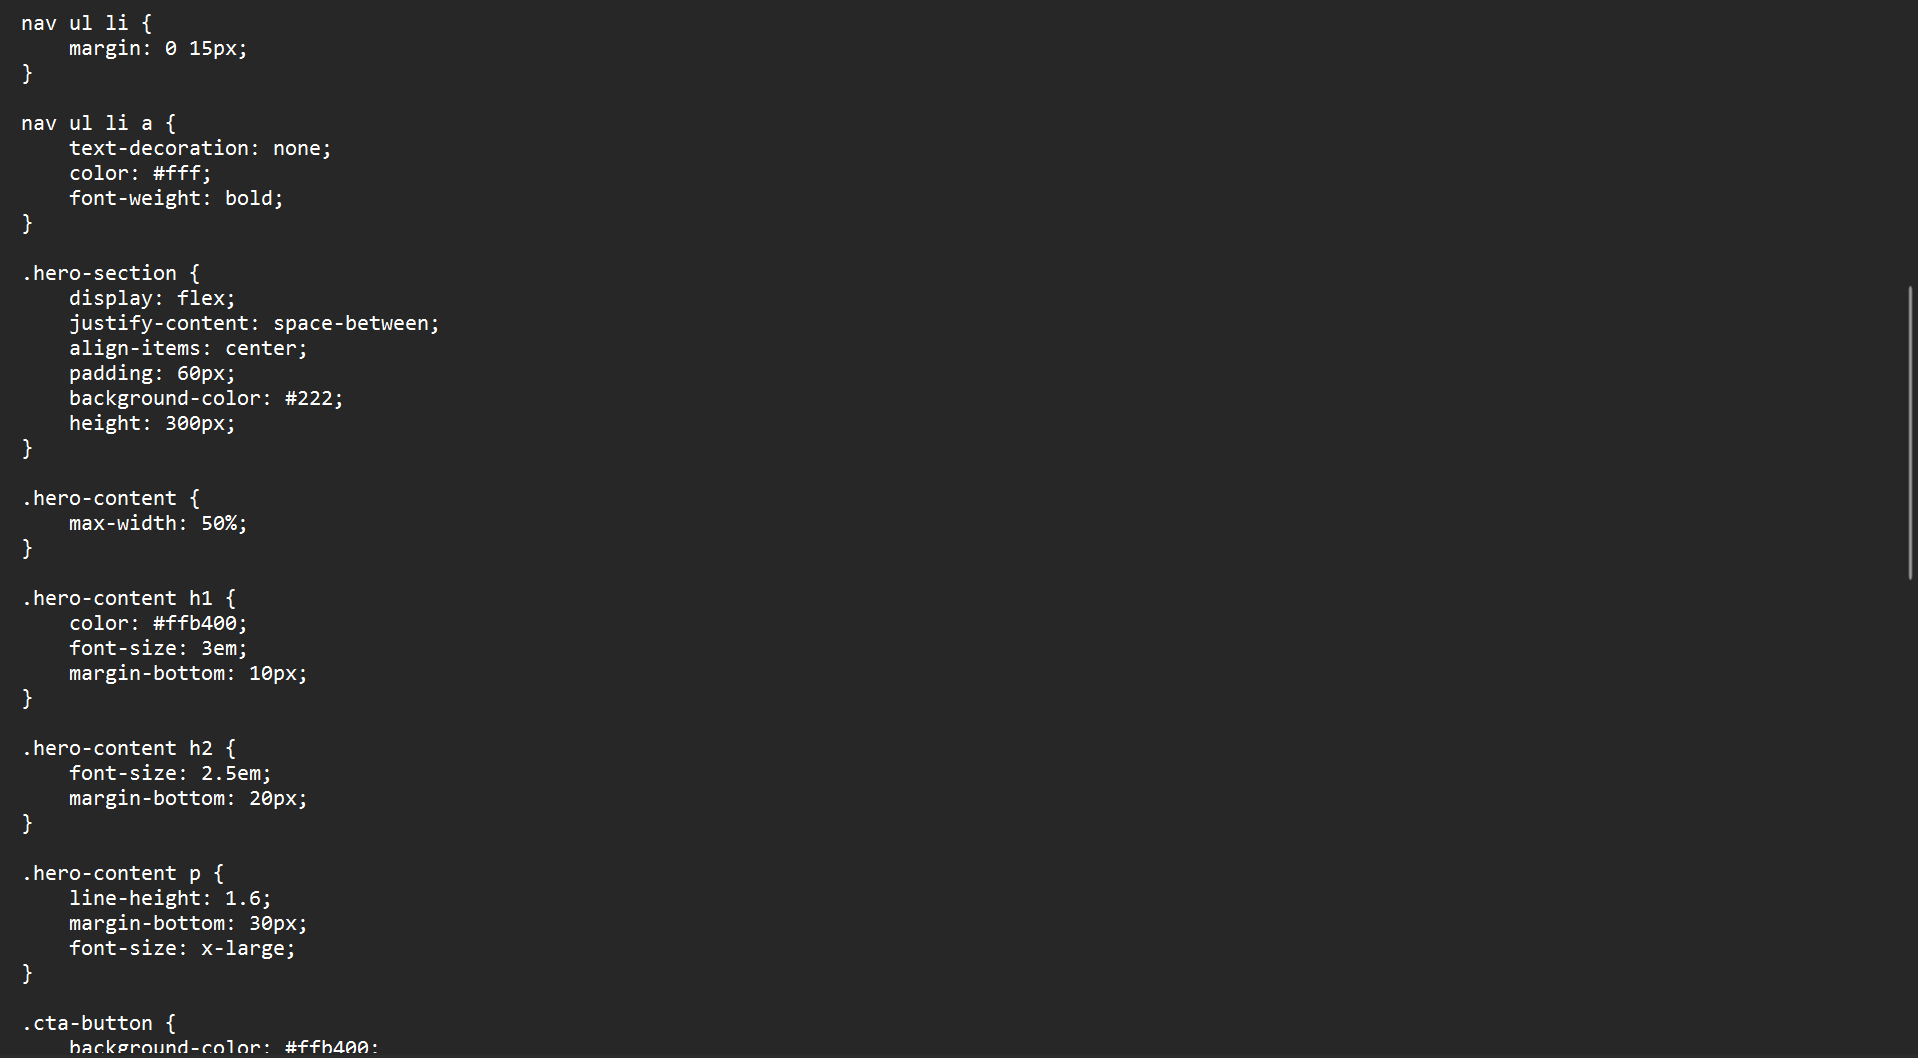 nav ul li {
    margin: 0 15px;
}

nav ul li a {
    text-decoration: none;
    color: #fff;
    font-weight: bold;
}

.hero-section {
    display: flex;
    justify-content: space-between;
    align-items: center;
    padding: 60px;
    background-color: #222;
    height: 300px;
}

.hero-content {
    max-width: 50%;
}

.hero-content h1 {
    color: #ffb400;
    font-size: 3em;
    margin-bottom: 10px;
}

.hero-content h2 {
    font-size: 2.5em;
    margin-bottom: 20px;
}

.hero-content p {
    line-height: 1.6;
    margin-bottom: 30px;
    font-size: x-large;
}

.cta-button {
    background-color: #ffb400;